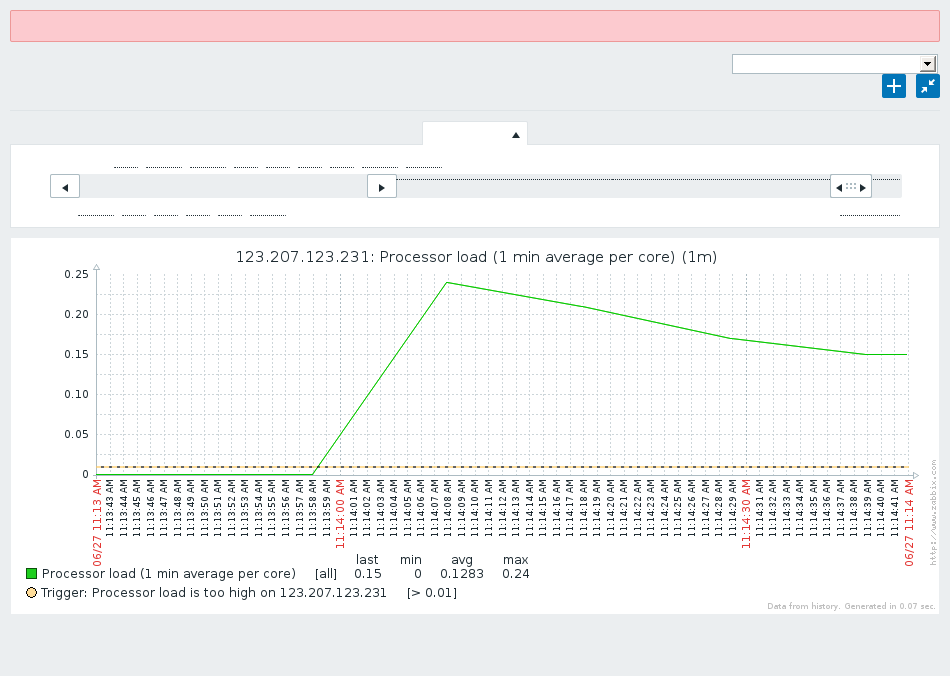 123.207.123.231: Processor load (1 min average per core) (1m)
0.25
0.20
0.15
0.10
0.05
0
06/27 11:13 AM
11:13:43 AM
11:13:44 AM
11:13:45 AM
11:13:46 AM
11:13:47 AM
11:13:48 AM
11:13:49 AM
11:13:50 AM
11:13:51 AM
11:13:52 AM
11:13:53 AM
11:13:54 AM
11:13:55 AM
11:13:56 AM
11:13:57 AM
11:13:58 AM
11:13:59 AM
11:14:00 AM
11:14:01 AM
11:14:02 AM
11:14:03 AM
11:14:04 AM
11:14:05 AM
11:14:06 AM
11:14:07 AM
11:14:08 AM
11:14:09 AM
11:14:10 AM
11:14:11 AM
11:14:12 AM
11:14:13 AM
11:14:14 AM
11:14:15 AM
11:14:16 AM
11:14:17 AM
11:14:18 AM
11:14:19 AM
11:14:20 AM
11:14:21 AM
11:14:22 AM
11:14:23 AM
11:14:24 AM
11:14:25 AM
11:14:26 AM
11:14:27 AM
11:14:28 AM
11:14:29 AM
11:14:30 AM
11:14:31 AM
11:14:32 AM
11:14:33 AM
11:14:34 AM
11:14:35 AM
11:14:36 AM
11:14:37 AM
11:14:38 AM
11:14:39 AM
11:14:40 AM
11:14:41 AM
06/27 11:14 AM
http://www.zabbix.com
last min avg max
Processor load (1 min average per core) [all] 0.15 0 0.1283 0.24
Trigger: Processor load is too high on 123.207.123.231 [> 0.01]
Data from history. Generated in 0.07 sec.